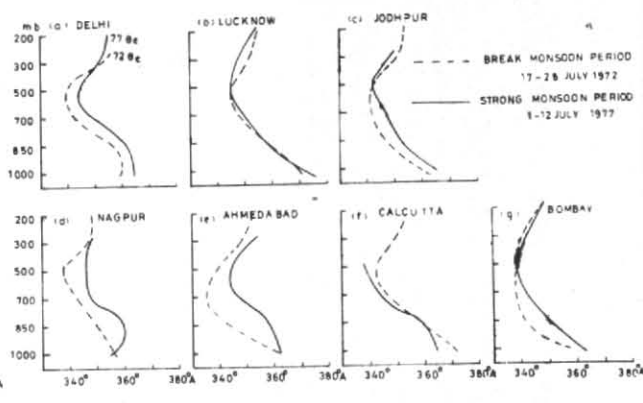 mb (a) DELHI
(b) LUCKNOW
(c) JODHPUR
200
300
500
700
850
1000
77 θe
72 θe
BREAK MONSOON PERIOD
17-28 JULY 1972
STRONG MONSOON PERIOD
JULY 1977
(d) NAGPUR
(e) AHMEDABAD
(f) CALCUTTA
(g) BOMBAY
200
300
500
700
850
1000
340° 360° 380°A
340° 360° 380°A
340° 360° 380°A
340° 360° 380°A